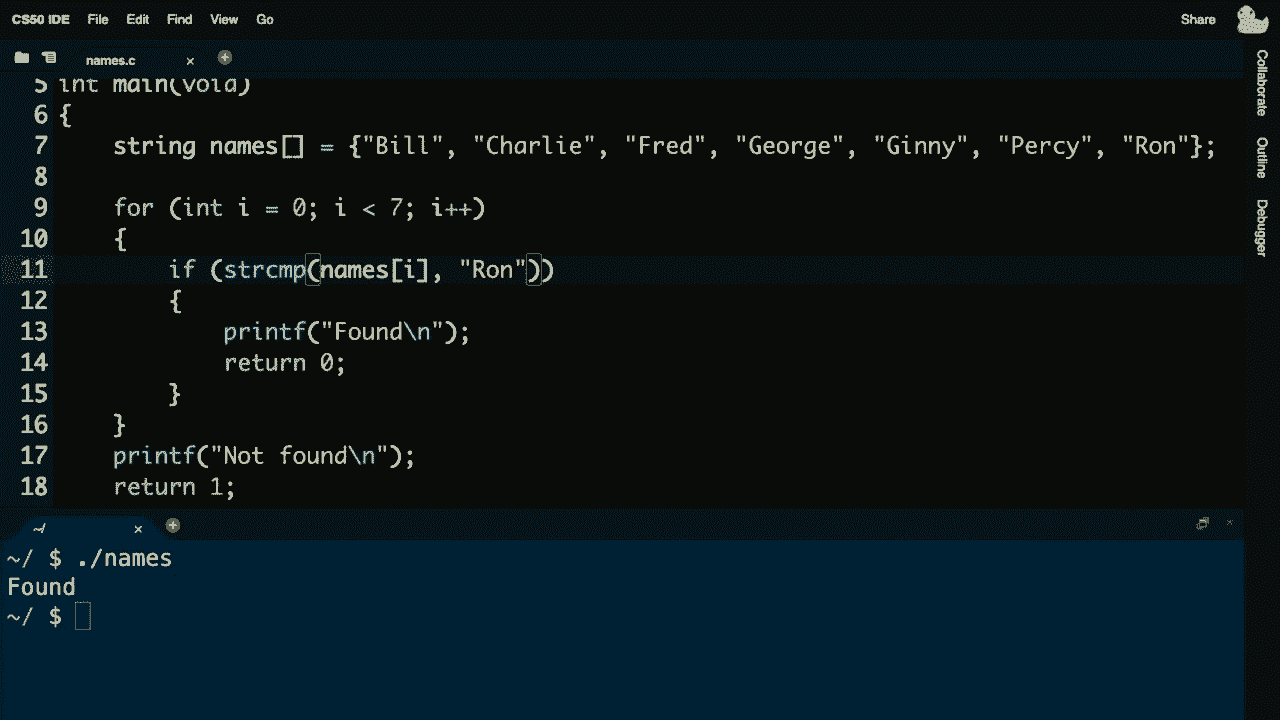 CS50 IDE File Edit Find View Go Share
names.c
5 int main(void)
6 {
7 string names[] = {"Bill", "Charlie", "Fred", "George", "Ginny", "Percy", "Ron"};
8
9 for (int i = 0; i < 7; i++)
10 {
11 if (strcmp(names[i], "Ron"))
12 {
13 printf("Found\n");
14 return 0;
15 }
16 }
17 printf("Not found\n");
18 return 1;
~/
~/ $ ./names
Found
~/ $
Collaborate
Outline
Debugger